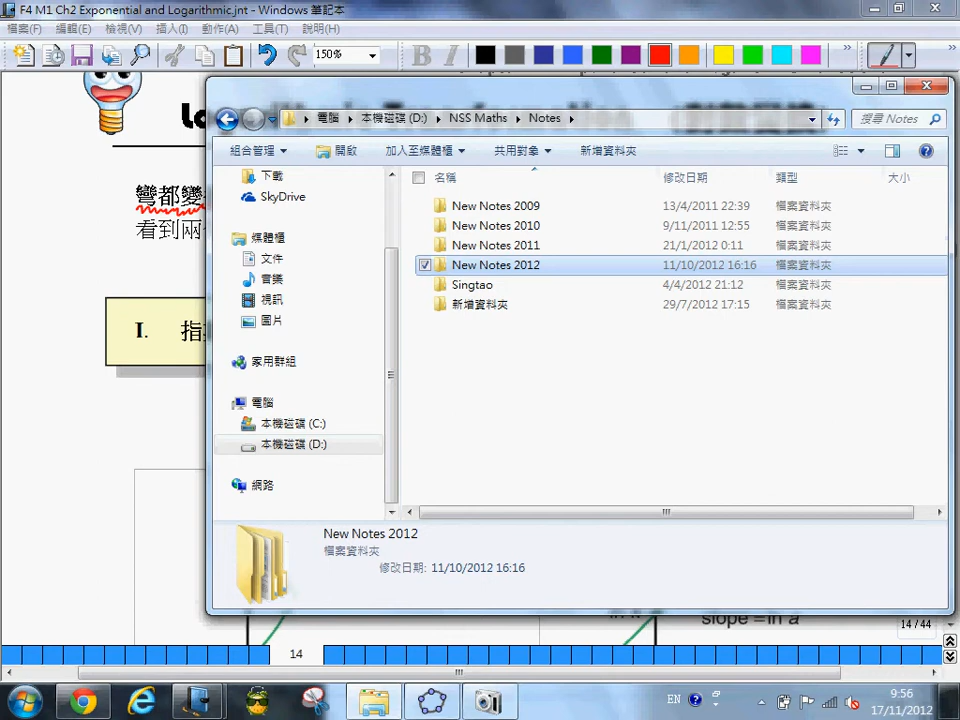 F4 M1 Ch2 Exponential and Logarithmic.jnt - Windows 筆記本
檔案(F) 編輯(E) 檢視(V) 插入(I) 動作(A) 工具(T) 說明(H)
150%
B I
電腦 本機磁碟 (D:) NSS Maths Notes
搜尋 Notes
組合管理 開啟 加入至媒體櫃 共用對象 新增資料夾
下載
SkyDrive
媒體櫃
文件
音樂
視訊
圖片
家用群組
電腦
本機磁碟 (C:)
本機磁碟 (D:)
網路
名稱 修改日期 類型 大小
New Notes 2009 13/4/2011 22:39 檔案資料夾
New Notes 2010 9/11/2011 12:55 檔案資料夾
New Notes 2011 21/1/2012 0:11 檔案資料夾
New Notes 2012 11/10/2012 16:16 檔案資料夾
Singtao 4/4/2012 21:12 檔案資料夾
新增資料夾 29/7/2012 17:15 檔案資料夾
彎都變
看到兩
I. 指
New Notes 2012
檔案資料夾
修改日期: 11/10/2012 16:16
slope = ln a
14 / 44
14
EN
9:56
17/11/2012